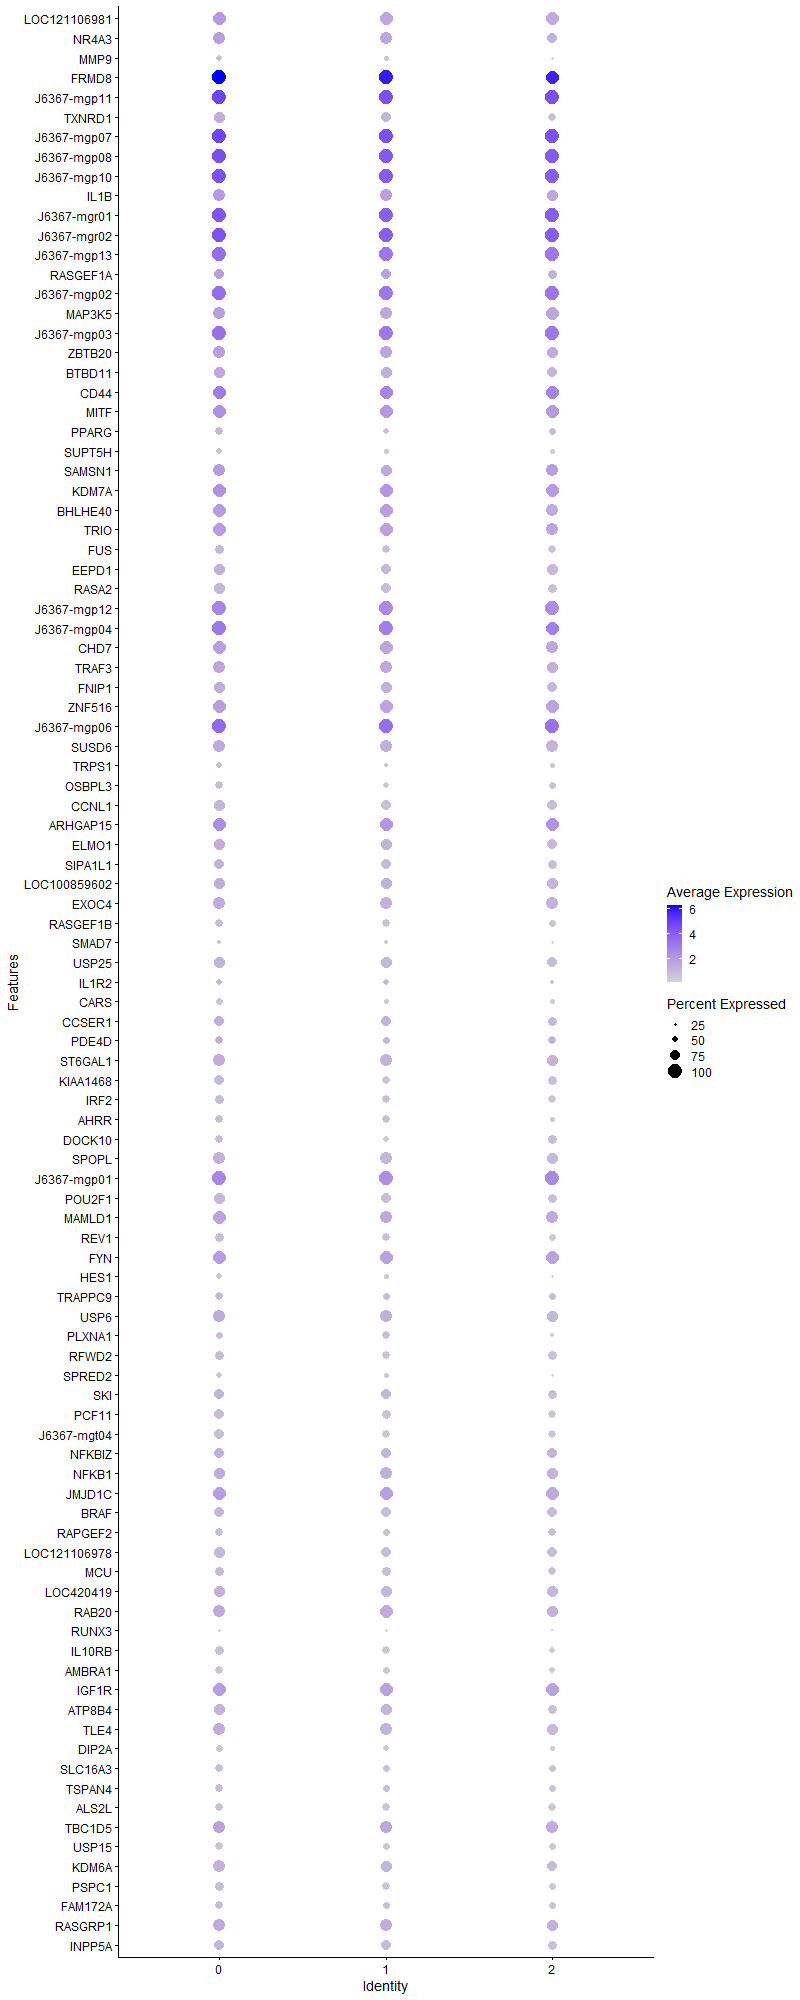 LOC121106981
NR4A3
MMP9
FRMD8
J6367-mgp11
TXNRD1
J6367-mgp07
J6367-mgp08
J6367-mgp10
IL1B
J6367-mgr01
J6367-mgr02
J6367-mgp13
RASGEF1A
J6367-mgp02
MAP3K5
J6367-mgp03
ZBTB20
BTBD11
CD44
MITF
PPARG
SUPT5H
SAMSN1
KDM7A
BHLHE40
TRIO
FUS
EEPD1
RASA2
J6367-mgp12
J6367-mgp04
CHD7
TRAF3
FNIP1
ZNF516
J6367-mgp06
SUSD6
TRPS1
OSBPL3
CCNL1
ARHGAP15
ELMO1
SIPA1L1
LOC100859602
EXOC4
RASGEF1B
SMAD7
USP25
IL1R2
CARS
CCSER1
PDE4D
ST6GAL1
KIAA1468
IRF2
AHRR
DOCK10
SPOPL
J6367-mgp01
POU2F1
MAMLD1
REV1
FYN
HES1
TRAPPC9
USP6
PLXNA1
RFWD2
SPRED2
SKI
PCF11
J6367-mgt04
NFKBIZ
NFKB1
JMJD1C
BRAF
RAPGEF2
LOC121106978
MCU
LOC420419
RAB20
RUNX3
IL10RB
AMBRA1
IGF1R
ATP8B4
TLE4
DIP2A
SLC16A3
TSPAN4
ALS2L
TBC1D5
USP15
KDM6A
PSPC1
FAM172A
RASGRP1
INPP5A
Features
0 1 2
Identity
Average Expression
6
4
2
Percent Expressed
25
50
75
100